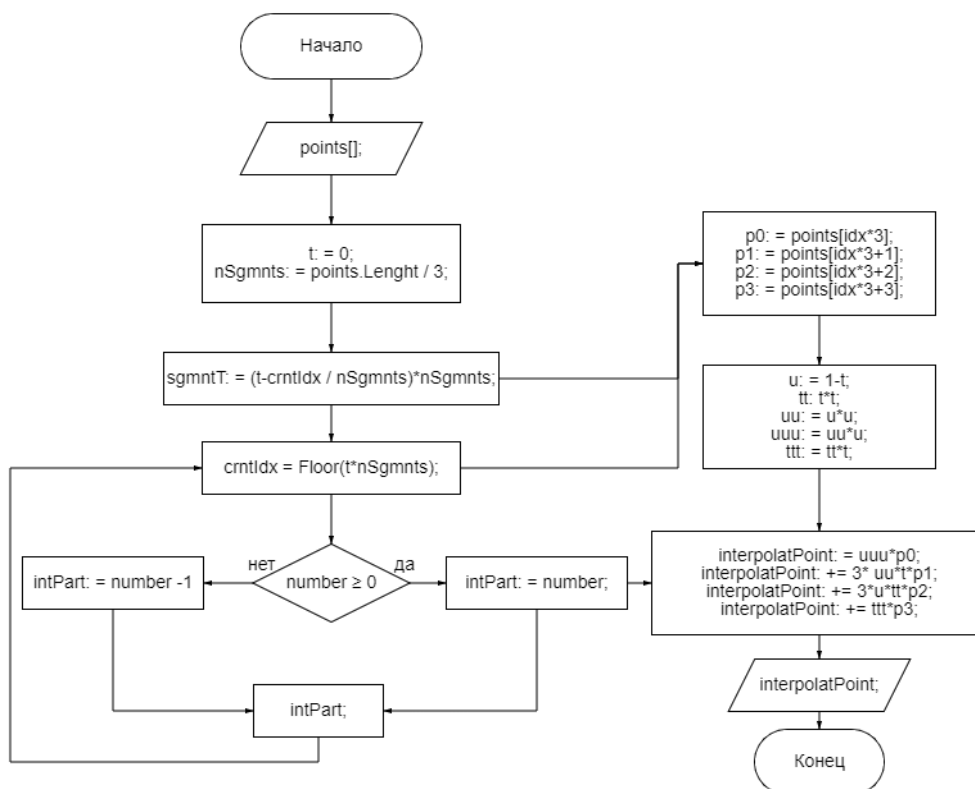 Начало
points[];
t: = 0;
nSgmnts: = points.Lenght / 3;
sgmntT: = (t-crntIdx / nSgmnts)*nSgmnts;
crntIdx = Floor(t*nSgmnts);
нет
number ≥ 0
да
intPart: = number -1
intPart: = number;
intPart;
p0: = points[idx*3];
p1: = points[idx*3+1];
p2: = points[idx*3+2];
p3: = points[idx*3+3];
u: = 1-t;
tt: t*t;
uu: = u*u;
uuu: = uu*u;
ttt: = tt*t;
interpolatPoint: = uuu*p0;
interpolatPoint: += 3* uu*t*p1;
interpolatPoint: += 3*u*tt*p2;
interpolatPoint: += ttt*p3;
interpolatPoint;
Конец